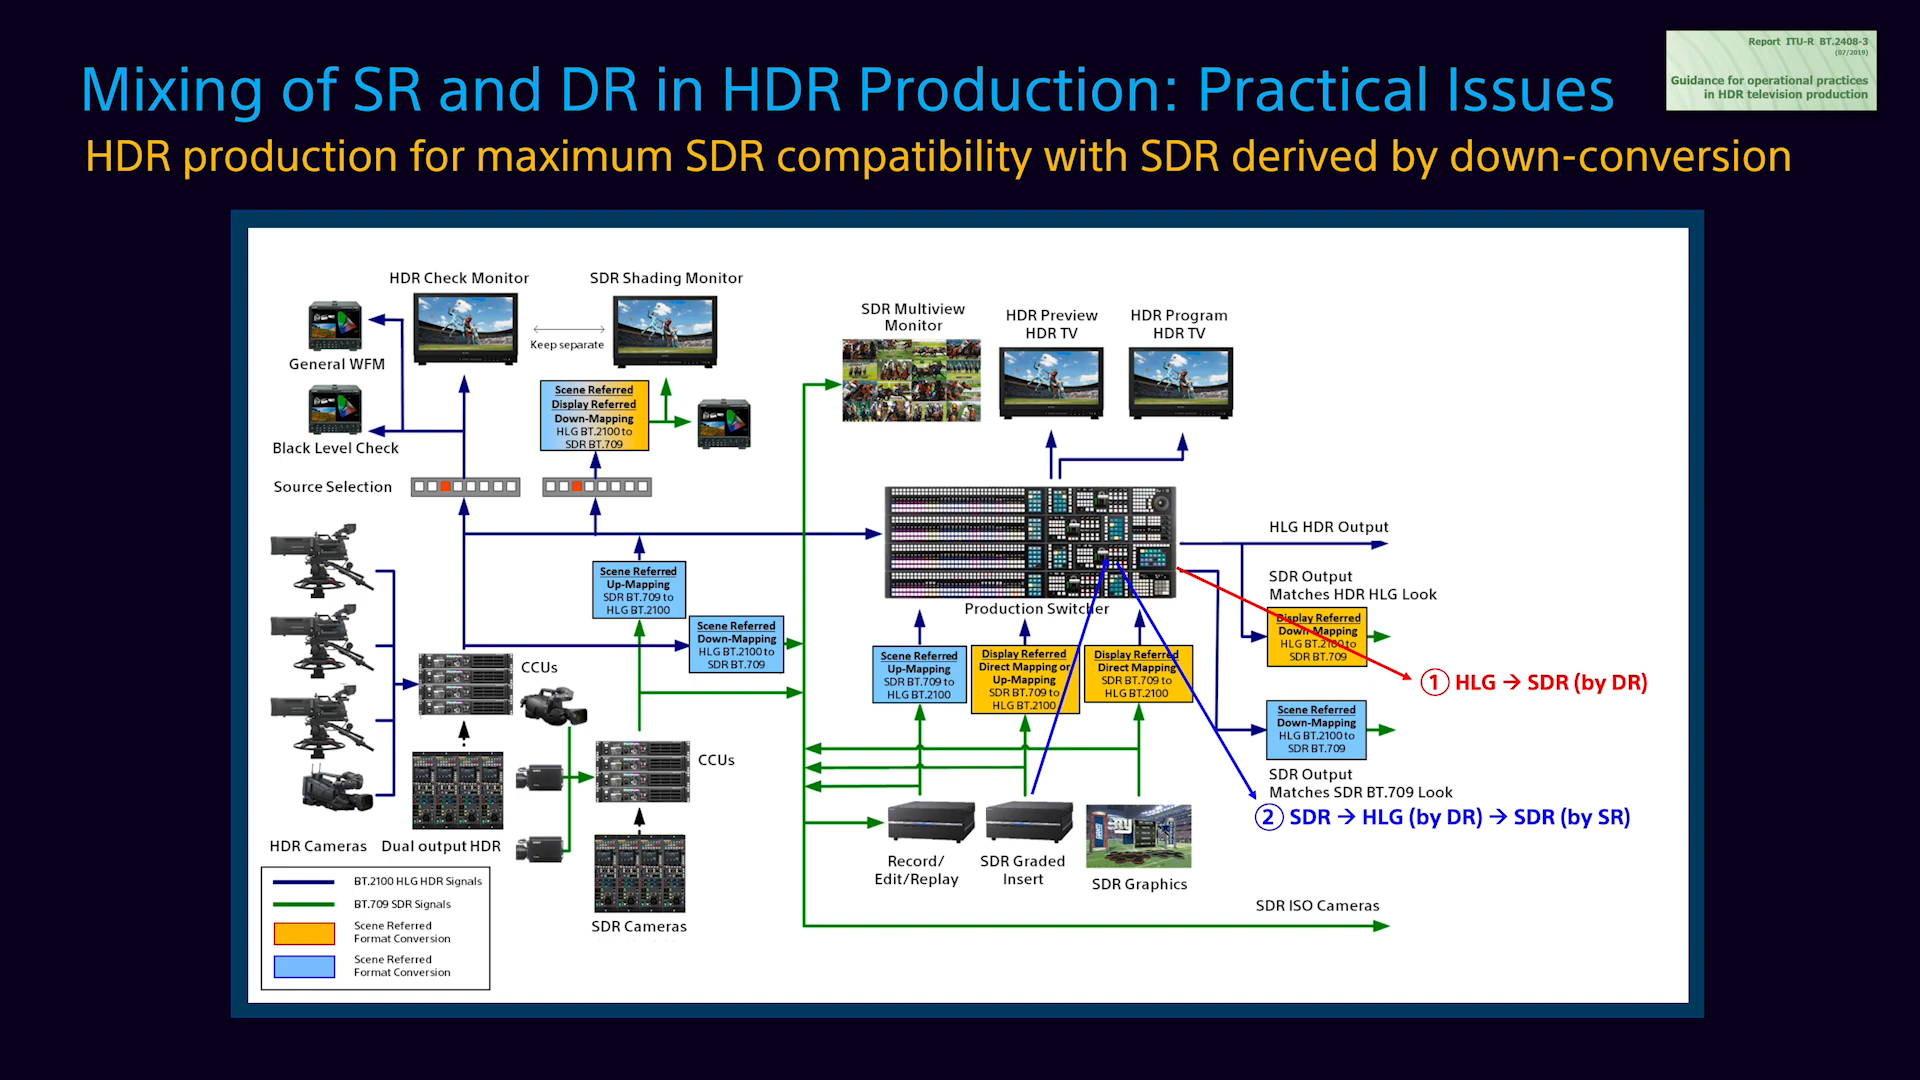 Mixing of SR and DR in HDR Production: Practical Issues
Report ITU-R BT.2408-3
(07/2019)
Guidance for operational practices
in HDR television production
HDR production for maximum SDR compatibility with SDR derived by down-conversion
HDR Check Monitor
SDR Shading Monitor
Keep separate
General WFM
Black Level Check
Source Selection
Scene Referred
Display Referred
Down-Mapping
HLG BT.2100 to
SDR BT.709
SDR Multiview
Monitor
HDR Preview
HDR TV
HDR Program
HDR TV
Scene Referred
Up-Mapping
SDR BT.709 to
HLG BT.2100
Scene Referred
Down-Mapping
HLG BT.2100 to
SDR BT.709
CCUs
CCUs
HDR Cameras
Dual output HDR
SDR Cameras
Production Switcher
Scene Referred
Up-Mapping
SDR BT.709 to
HLG BT.2100
Display Referred
Direct Mapping or
Up-Mapping
SDR BT.709 to
HLG BT.2100
Display Referred
Direct Mapping
SDR BT.709 to
HLG BT.2100
Record/
Edit/Replay
SDR Graded
Insert
SDR Graphics
HLG HDR Output
SDR Output
Matches HDR HLG Look
Display Referred
Down-Mapping
HLG BT.2100 to
SDR BT.709
① HLG → SDR (by DR)
Scene Referred
Down-Mapping
HLG BT.2100 to
SDR BT.709
SDR Output
Matches SDR BT.709 Look
② SDR → HLG (by DR) → SDR (by SR)
SDR ISO Cameras
BT.2100 HLG HDR Signals
BT.709 SDR Signals
Scene Referred
Format Conversion
Scene Referred
Format Conversion